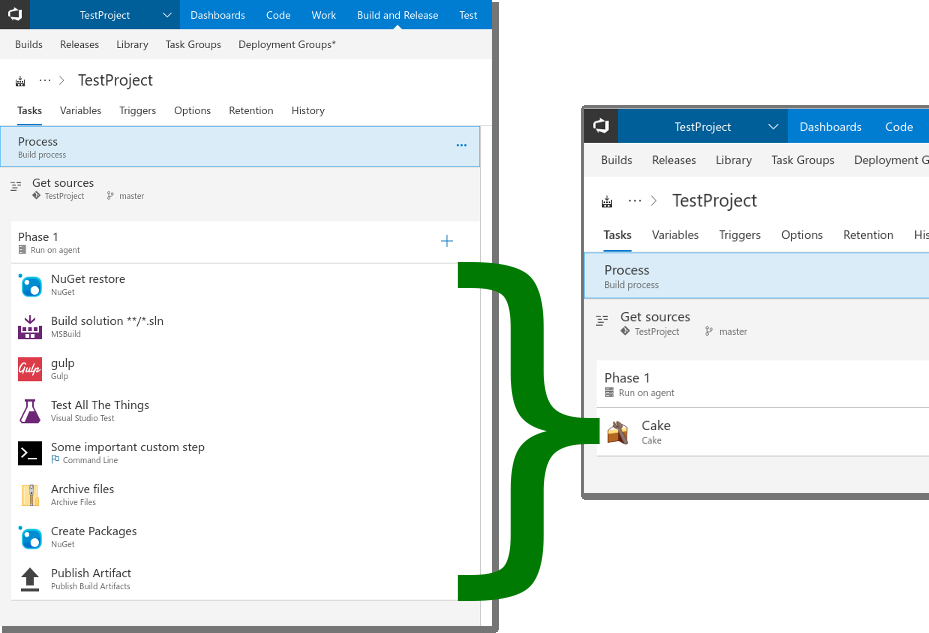 TestProject Dashboards Code Work Build and Release Test
Builds Releases Library Task Groups Deployment Groups*
... > TestProject
Tasks Variables Triggers Options Retention History
Process
Build process
...
Get sources
TestProject master
Phase 1
Run on agent
+
NuGet restore
NuGet
Build solution **/*.sln
MSBuild
Gulp
gulp
Gulp
Test All The Things
Visual Studio Test
Some important custom step
Command Line
Archive files
Archive Files
Create Packages
NuGet
Publish Artifact
Publish Build Artifacts
TestProject Dashboards Code
Builds Releases Library Task Groups Deployment G
... > TestProject
Tasks Variables Triggers Options Retention His
Process
Build process
Get sources
TestProject master
Phase 1
Run on agent
Cake
Cake